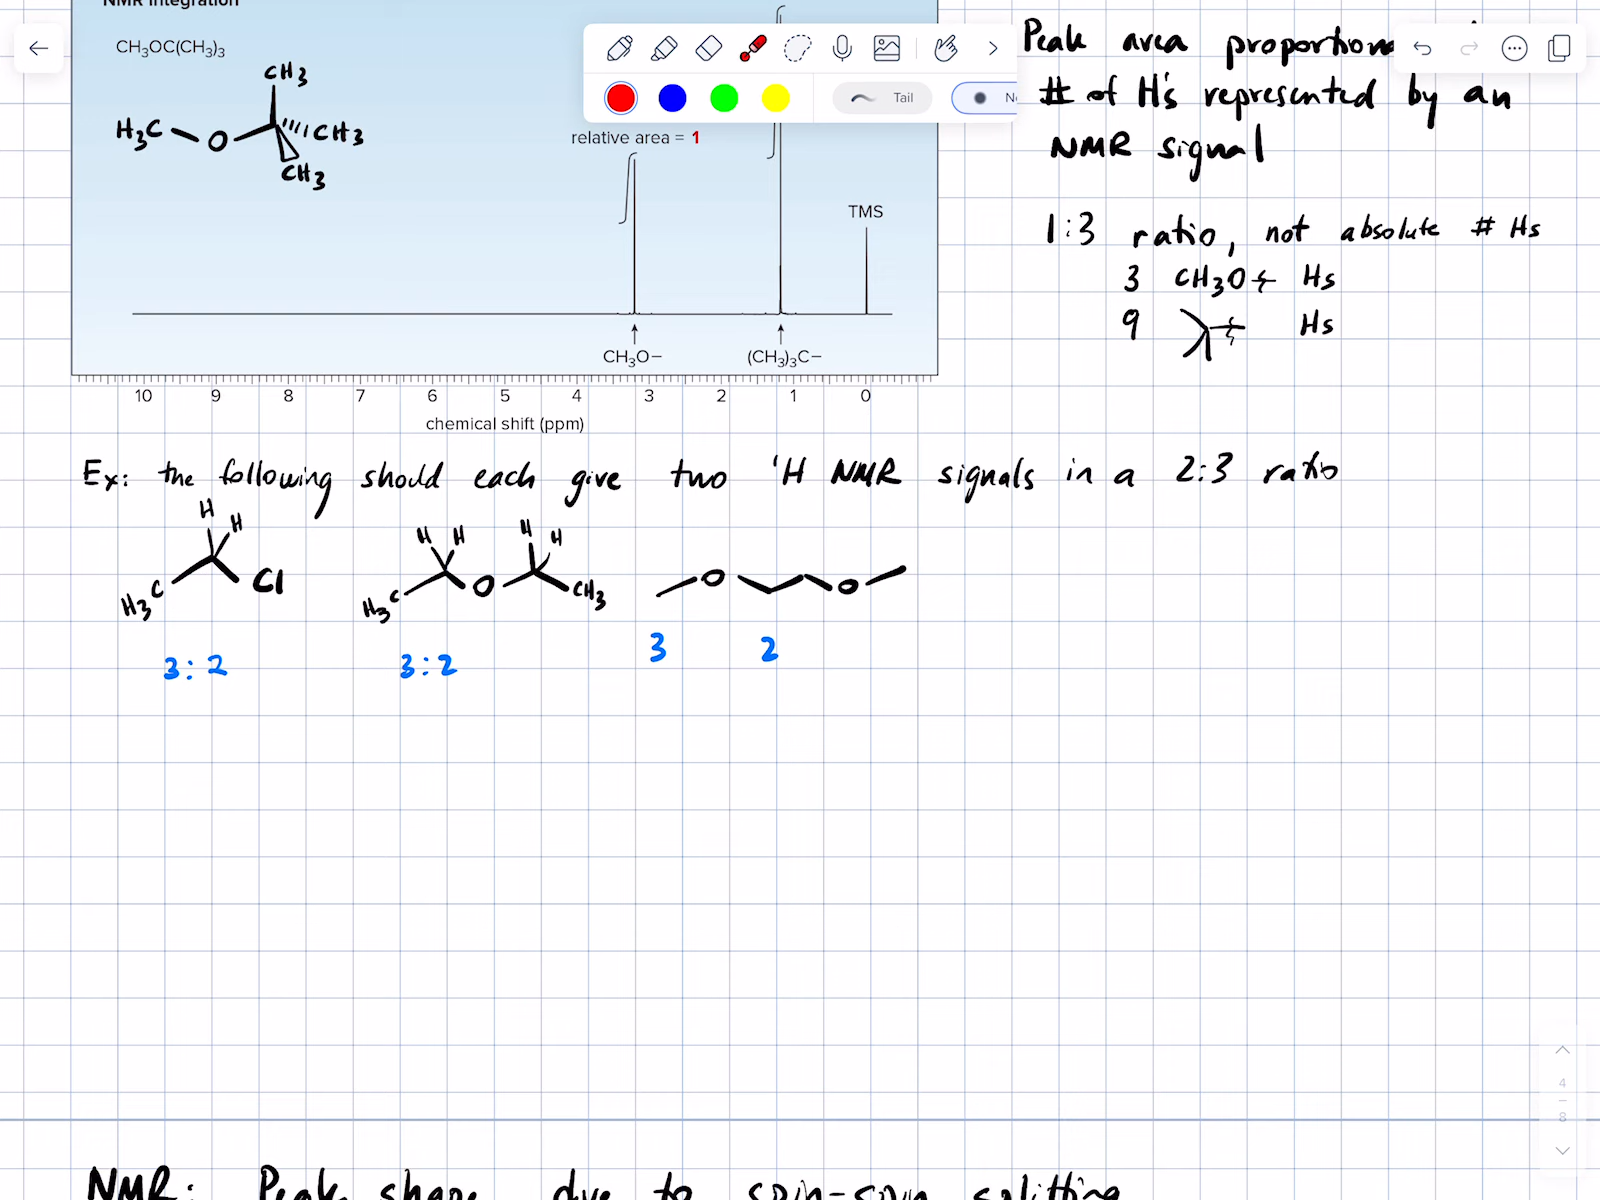 NMR integration
CH₃OC(CH₃)₃
CH₃
H₃C O CH₃
CH₃
Tail
relative area = 1
TMS
CH₃O− (CH₃)₃C−
10 9 8 7 6 5 4 3 2 1 0
chemical shift (ppm)
Peak area
# of H's represented by an
NMR signal
1:3 ratio, not absolute # Hs
3 CH₃O Hs
9 Hs
Ex: the following should each give two ¹H NMR signals in a 2:3 ratio
H H
H₃C Cl
H H H H
H₃C O CH₃
O O
3:2 3:2 3 2
4
8
NMR: Peak shape due to spin-spin splitting